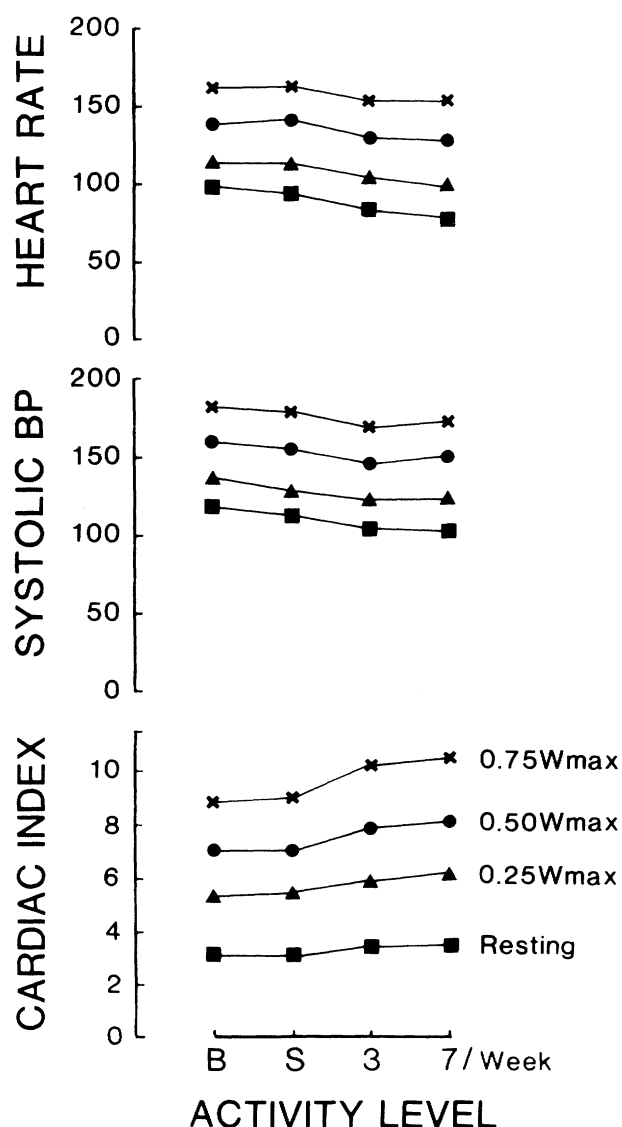 HEART RATE
200
150
100
50
0
SYSTOLIC BP
200
150
100
50
0
CARDIAC INDEX
10
8
6
4
2
0
0.75Wmax
0.50Wmax
0.25Wmax
Resting
B S 3 7/Week
ACTIVITY LEVEL